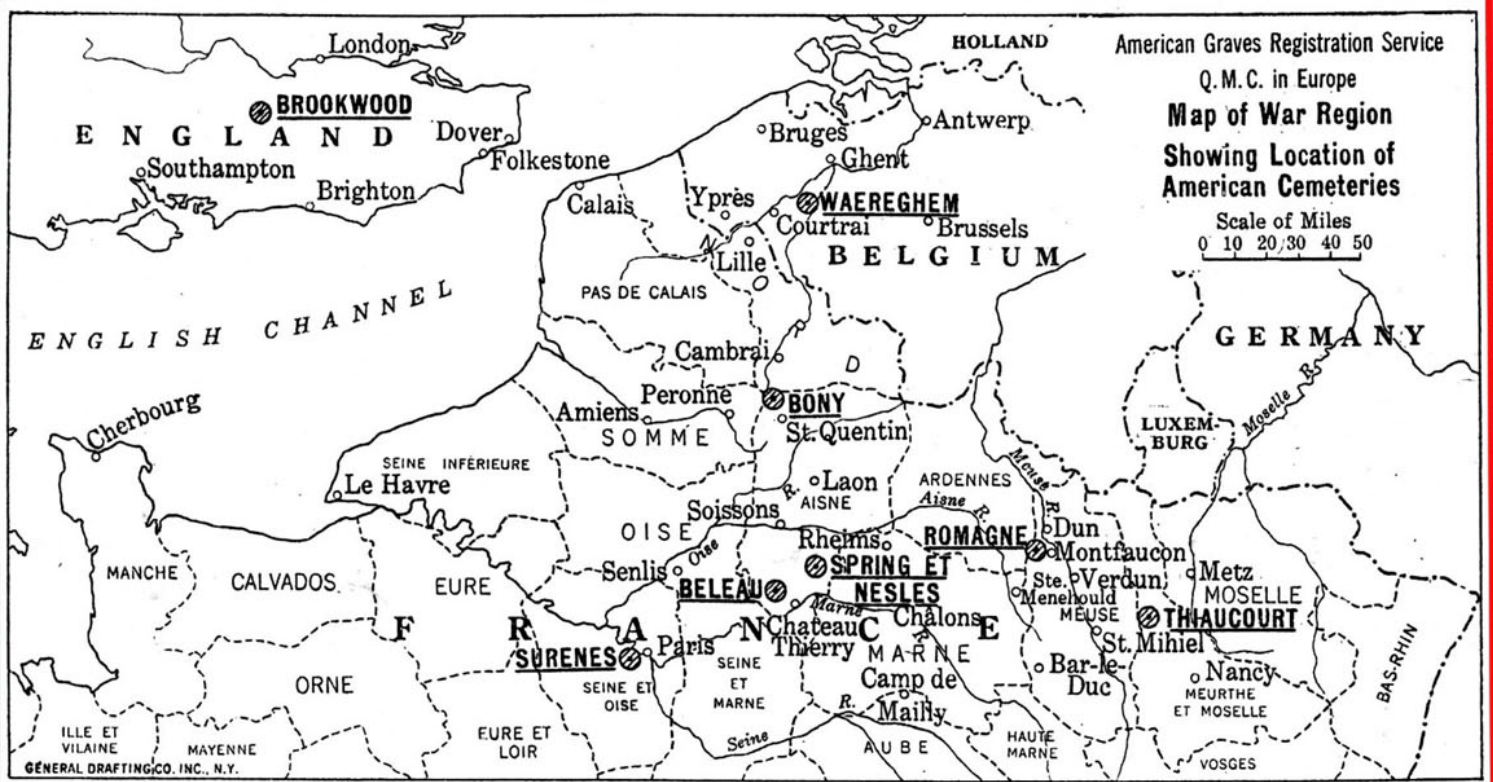 American Graves Registration Service
Q.M.C. in Europe
Map of War Region
Showing Location of
American Cemeteries
Scale of Miles
0 10 20 30 40 50
HOLLAND
London
BROOKWOOD
ENGLAND
Dover
Folkestone
Southampton
Brighton
Bruges
Antwerp
Ghent
Calais
Yprès
WAEREGHEM
Courtrai
Brussels
Lille
BELGIUM
N
O
R
D
PAS DE CALAIS
ENGLISH CHANNEL
GERMANY
Moselle R.
LUXEM-
BURG
Cambrai
Cherbourg
Peronne
BONY
Amiens
St. Quentin
SOMME
SEINE INFÉRIEURE
Le Havre
Laon
AISNE
ARDENNES
Aisne R.
Meuse R.
Soissons
R.
OISE
Oise
Rheims
ROMAGNE
Dun
Montfaucon
MANCHE
CALVADOS
EURE
Senlis
BELEAU
SPRING ET
NESLES
Ste.
Menehould
Verdun
MEUSE
Metz
MOSELLE
THIAUCOURT
Marne
R.
Chateau
Thierry
Châlons
FRANCE
St. Mihiel
SURENES
Paris
MARNE
Bar-le-
Duc
Nancy
MEURTHE
ET MOSELLE
BAS-RHIN
ORNE
SEINE ET
OISE
SEINE
ET
MARNE
Camp de
Mailly
Seine
R.
AUBE
HAUTE
MARNE
VOSGES
ILLE ET
VILAINE
MAYENNE
EURE ET
LOIR
GENERAL DRAFTING CO. INC., N.Y.